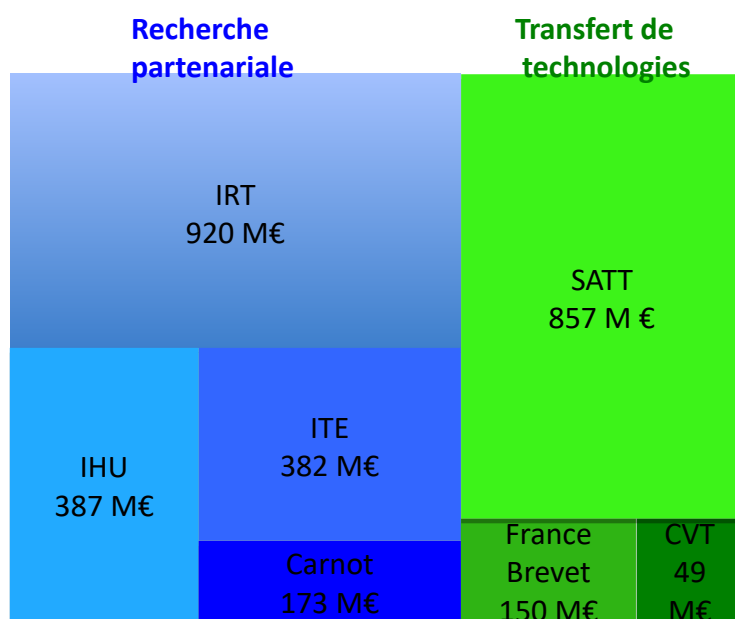 Recherche
partenariale
Transfert de
technologies
IRT
920 M€
SATT
857 M €
IHU
387 M€
ITE
382 M€
Carnot
173 M€
France
Brevet
150 M€
CVT
49
M€